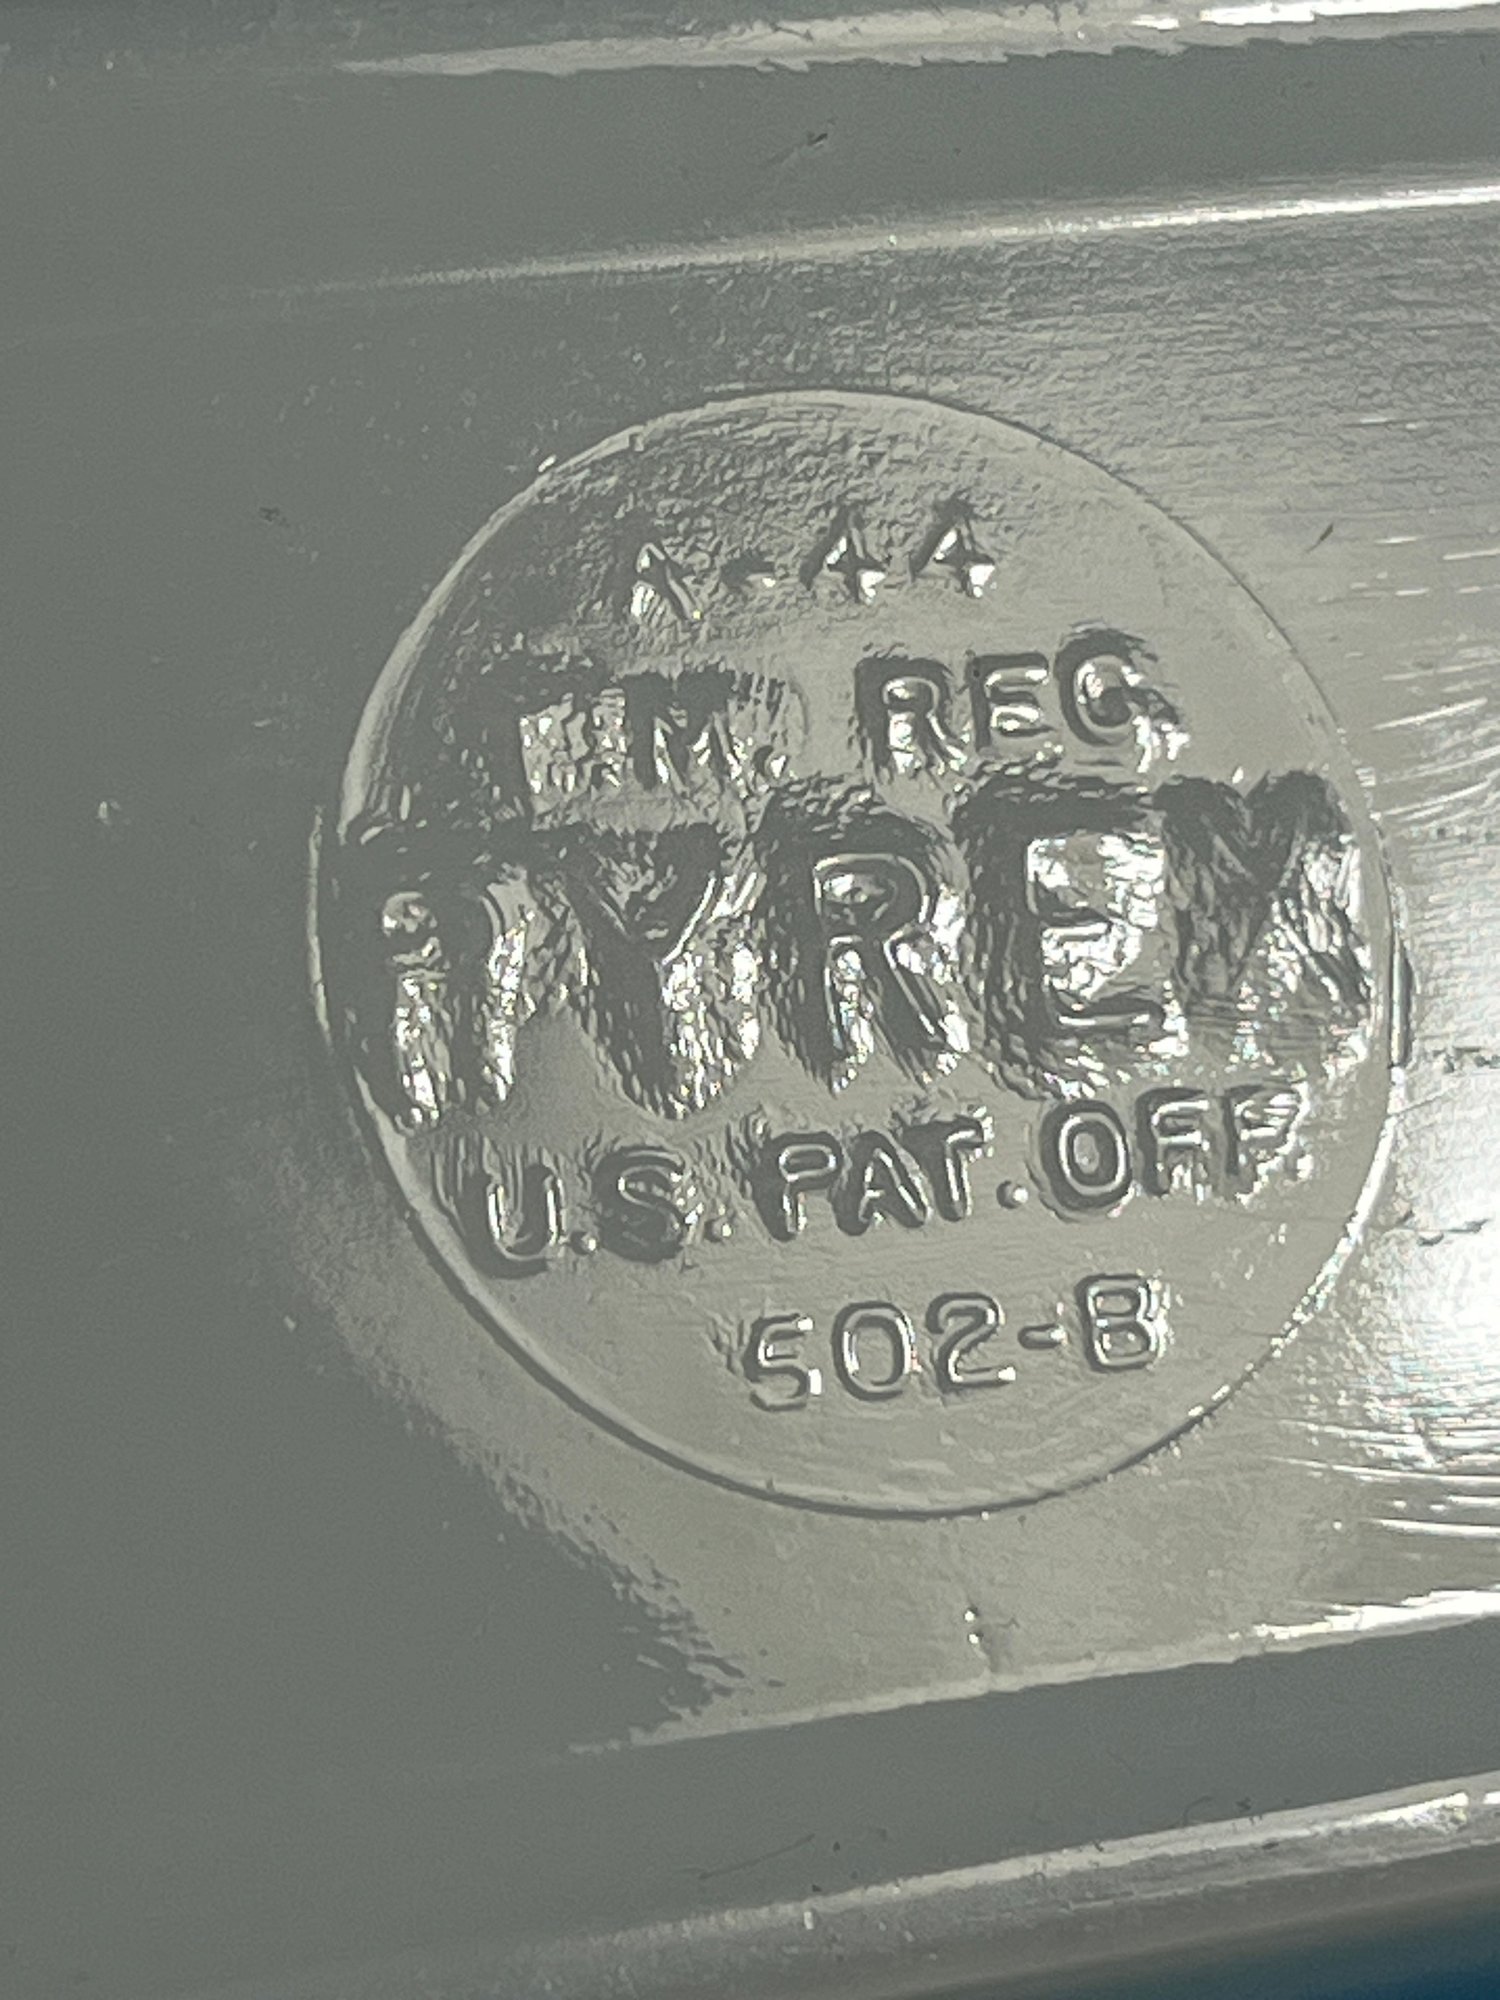 A-44
T.M. REG
PYREX
U.S. PAT. OFF
502-B